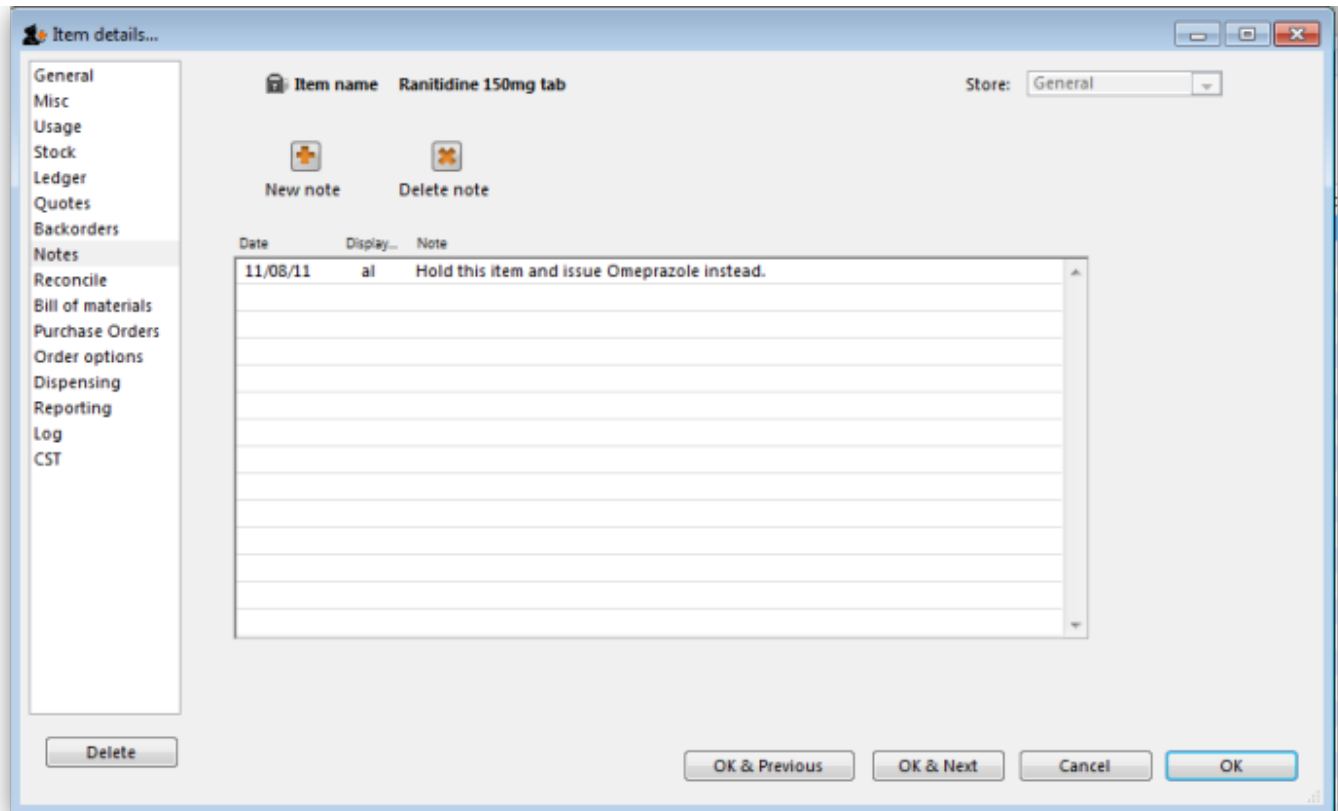 Item details...
General
Misc
Usage
Stock
Ledger
Quotes
Backorders
Notes
Reconcile
Bill of materials
Purchase Orders
Order options
Dispensing
Reporting
Log
CST
Item name Ranitidine 150mg tab
Store: General
New note Delete note
Date Display... Note
11/08/11 al Hold this item and issue Omeprazole instead.
Delete
OK & Previous OK & Next Cancel OK